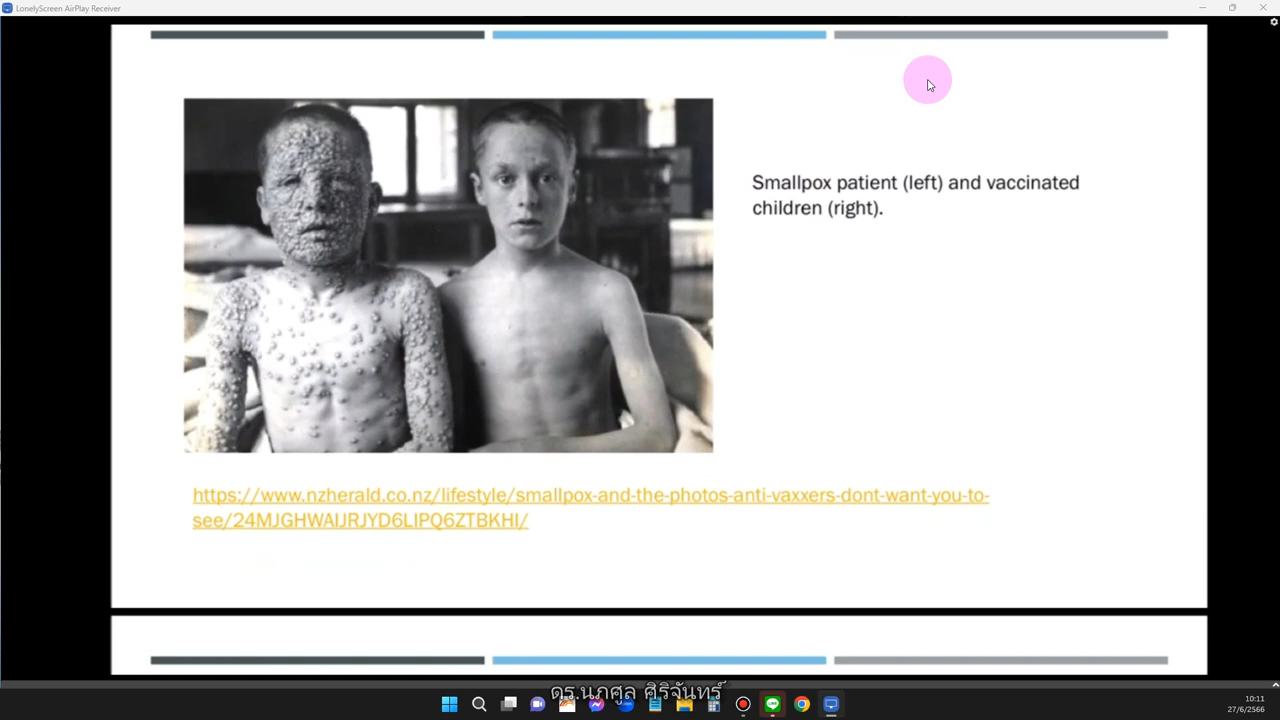 LonelyScreen AirPlay Receiver
Smallpox patient (left) and vaccinated
children (right).
https://www.nzherald.co.nz/lifestyle/smallpox-and-the-photos-anti-vaxxers-dont-want-you-to-
see/24MJGHWAIJRJYD6LIPQ6ZTBKHI/
ดร.นภศูล ศิริจันทร์
10:11
27/6/2566